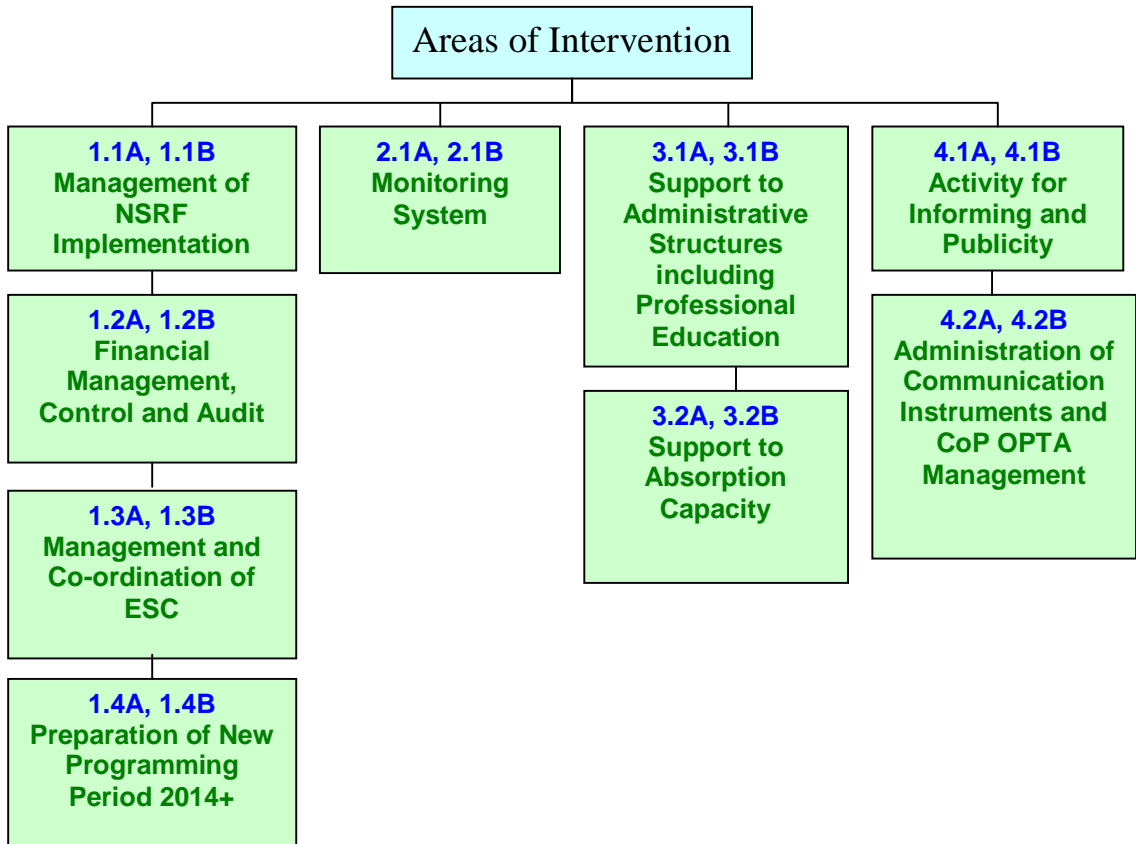 Areas of Intervention
1.1A, 1.1B
Management of
NSRF
Implementation
1.2A, 1.2B
Financial
Management,
Control and Audit
1.3A, 1.3B
Management and
Co-ordination of
ESC
1.4A, 1.4B
Preparation of New
Programming
Period 2014+
2.1A, 2.1B
Monitoring
System
3.1A, 3.1B
Support to
Administrative
Structures
including
Professional
Education
3.2A, 3.2B
Support to
Absorption
Capacity
4.1A, 4.1B
Activity for
Informing and
Publicity
4.2A, 4.2B
Administration of
Communication
Instruments and
CoP OPTA
Management